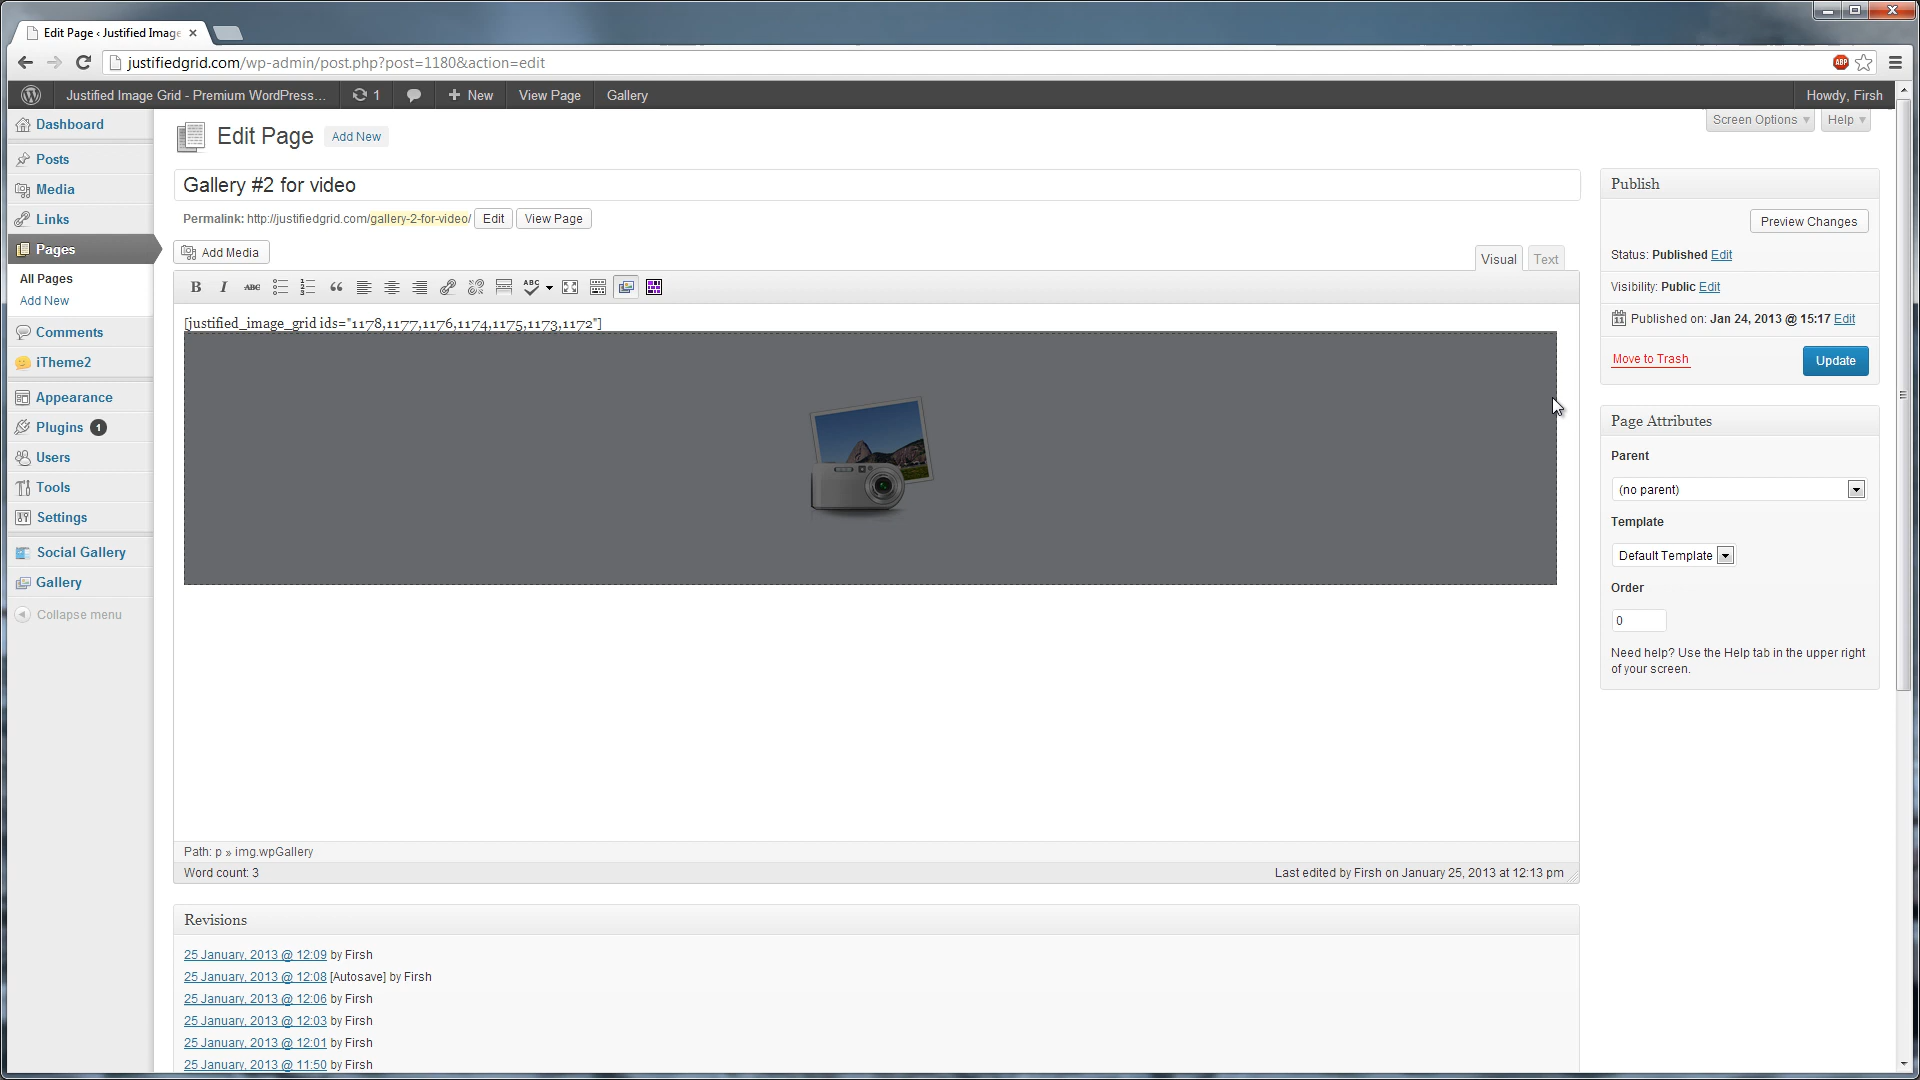 Edit Page ‹ Justified Image
justifiedgrid.com/wp-admin/post.php?post=1180&action=edit
ABP
Justified Image Grid - Premium WordPress... 1 New View Page Gallery Howdy, Firsh
Dashboard
Posts
Media
Links
Pages
All Pages
Add New
Comments
iTheme2
Appearance
Plugins 1
Users
Tools
Settings
Social Gallery
Gallery
Collapse menu
Screen Options Help
Edit Page Add New
Gallery #2 for video
Permalink: http://justifiedgrid.com/gallery-2-for-video/ Edit View Page
Add Media
Visual Text
B I ABC ABC
[justified_image_grid ids="1178,1177,1176,1174,1175,1173,1172"]
Path: p » img.wpGallery
Word count: 3 Last edited by Firsh on January 25, 2013 at 12:13 pm
Revisions
25 January, 2013 @ 12:09 by Firsh
25 January, 2013 @ 12:08 [Autosave] by Firsh
25 January, 2013 @ 12:06 by Firsh
25 January, 2013 @ 12:03 by Firsh
25 January, 2013 @ 12:01 by Firsh
25 January, 2013 @ 11:50 by Firsh
Publish
Preview Changes
Status: Published Edit
Visibility: Public Edit
Published on: Jan 24, 2013 @ 15:17 Edit
Move to Trash Update
Page Attributes
Parent
(no parent)
Template
Default Template
Order
0
Need help? Use the Help tab in the upper right
of your screen.